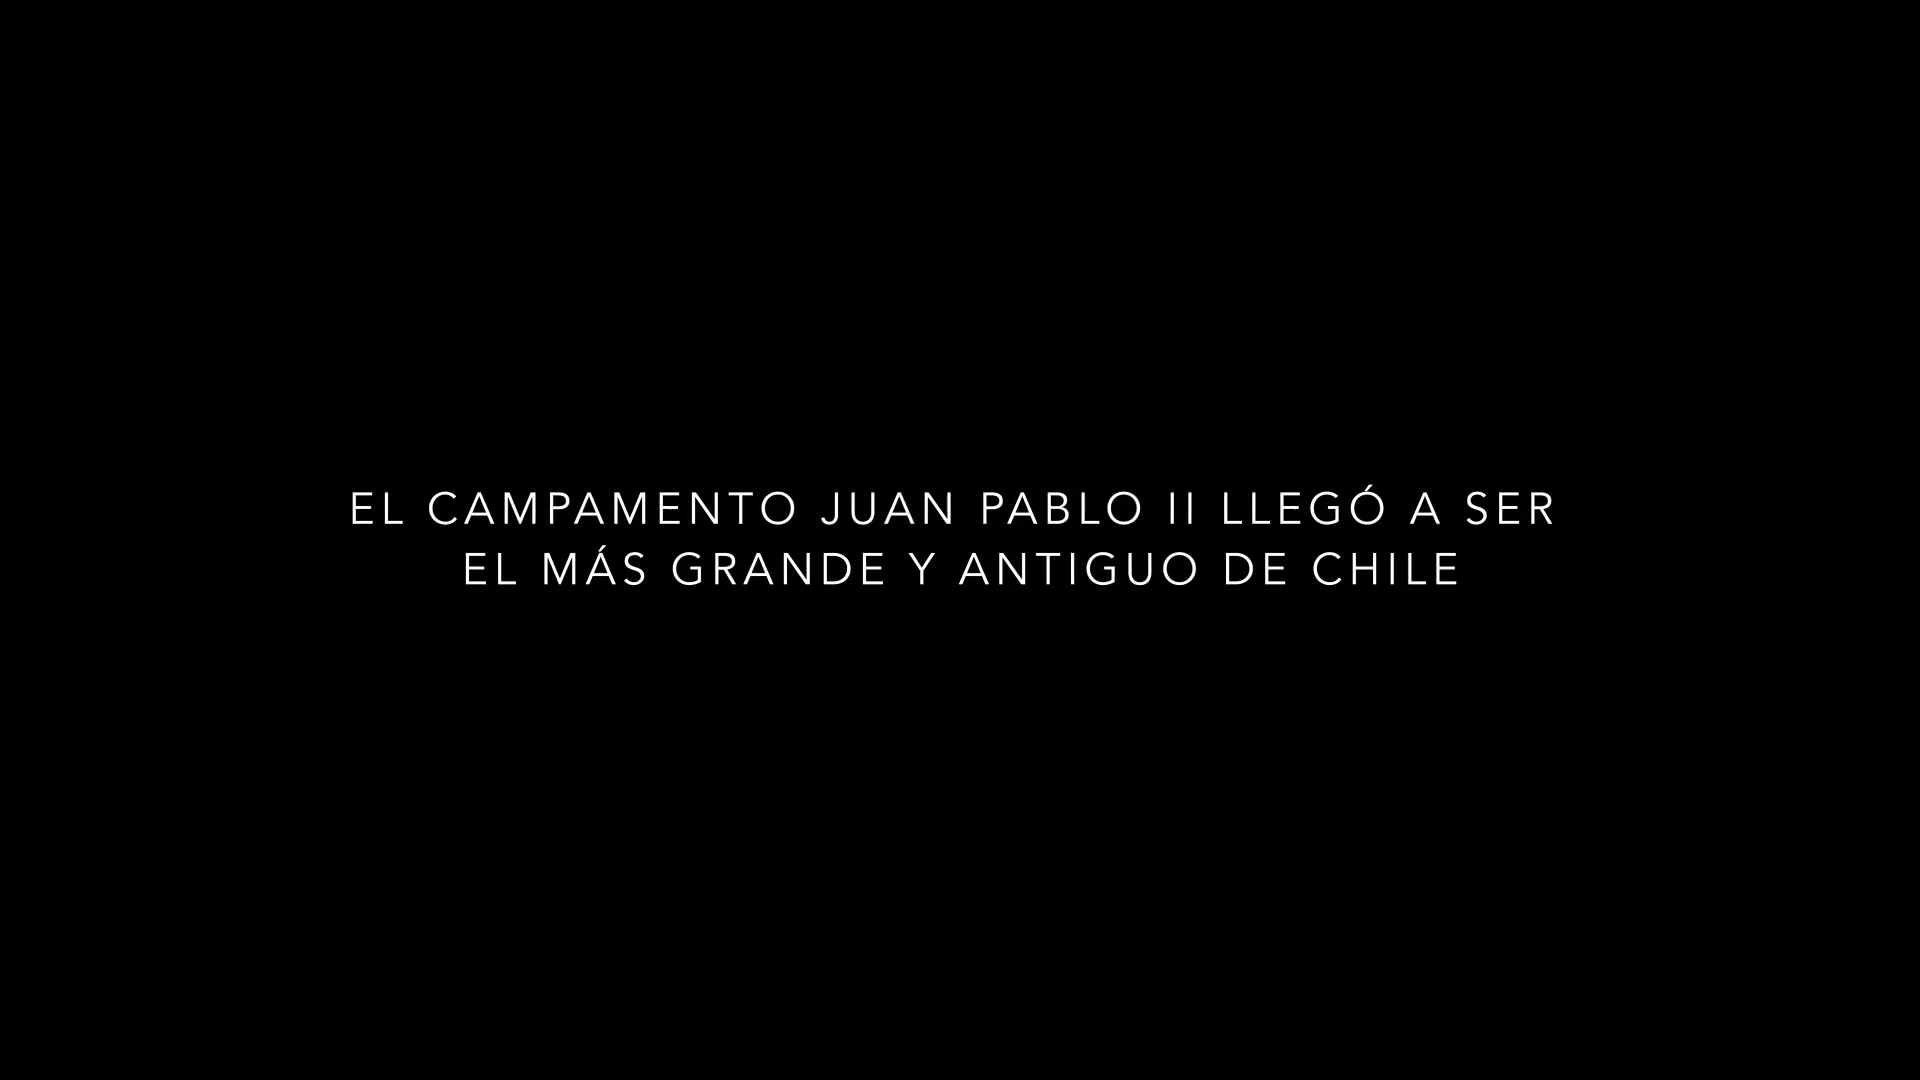 EL CAMPAMENTO JUAN PABLO II LLEGÓ A SER
EL MÁS GRANDE Y ANTIGUO DE CHILE